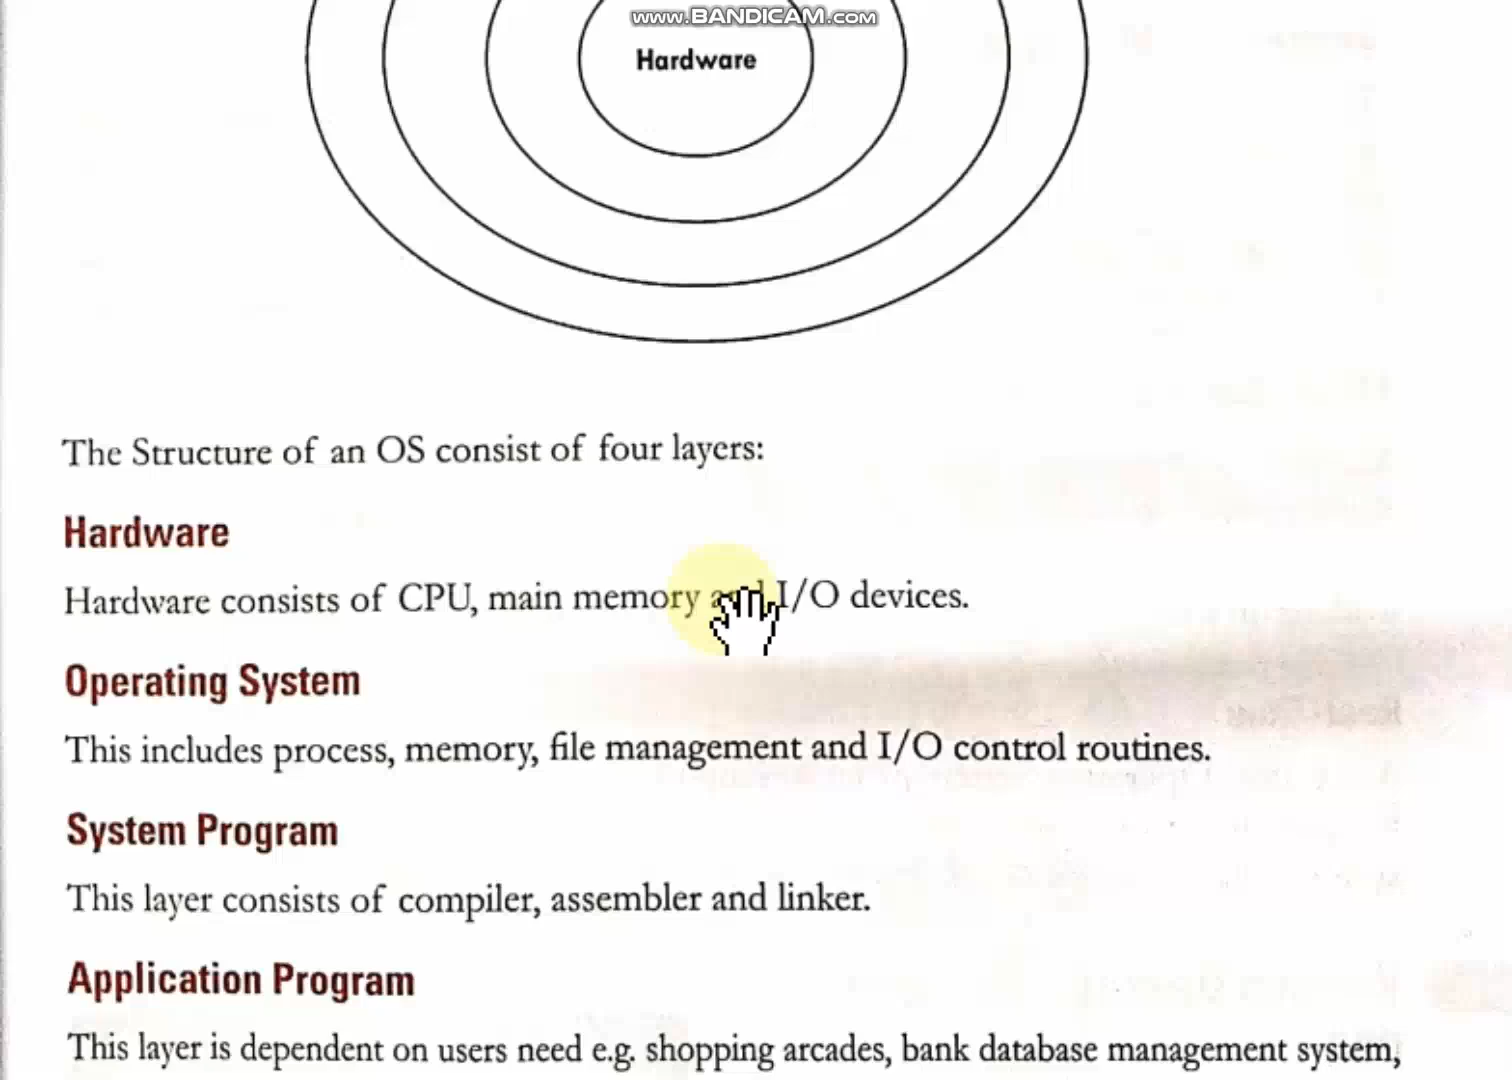 www.BANDICAM.com
Hardware
The Structure of an OS consist of four layers:
Hardware
Hardware consists of CPU, main memory and I/O devices.
Operating System
This includes process, memory, file management and I/O control routines.
System Program
This layer consists of compiler, assembler and linker.
Application Program
This layer is dependent on users need e.g. shopping arcades, bank database management system,